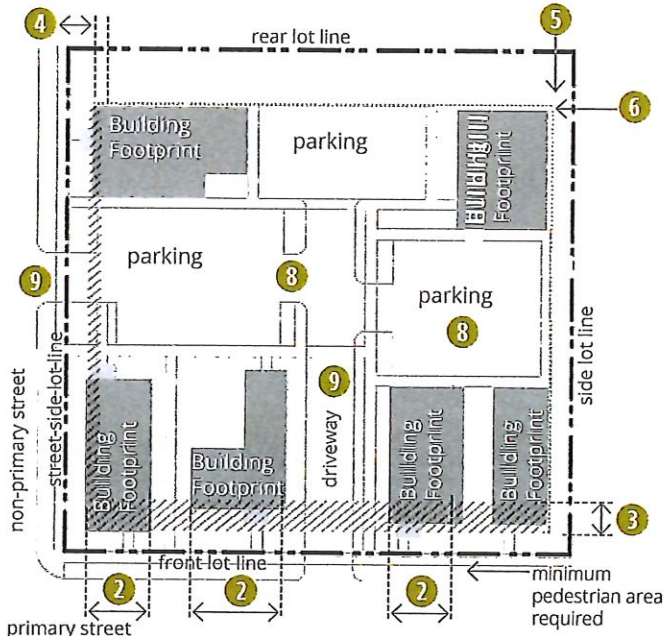 4
rear lot line
5
6
Building
Footprint
parking
Building
Footprint
parking
8
parking
8
9
non-primary street
street-side-lot-line
9
driveway
side lot line
Building
Footprint
Building
Footprint
Building
Footprint
Building
Footprint
3
front lot line
2
2
2
minimum
pedestrian area
required
primary street